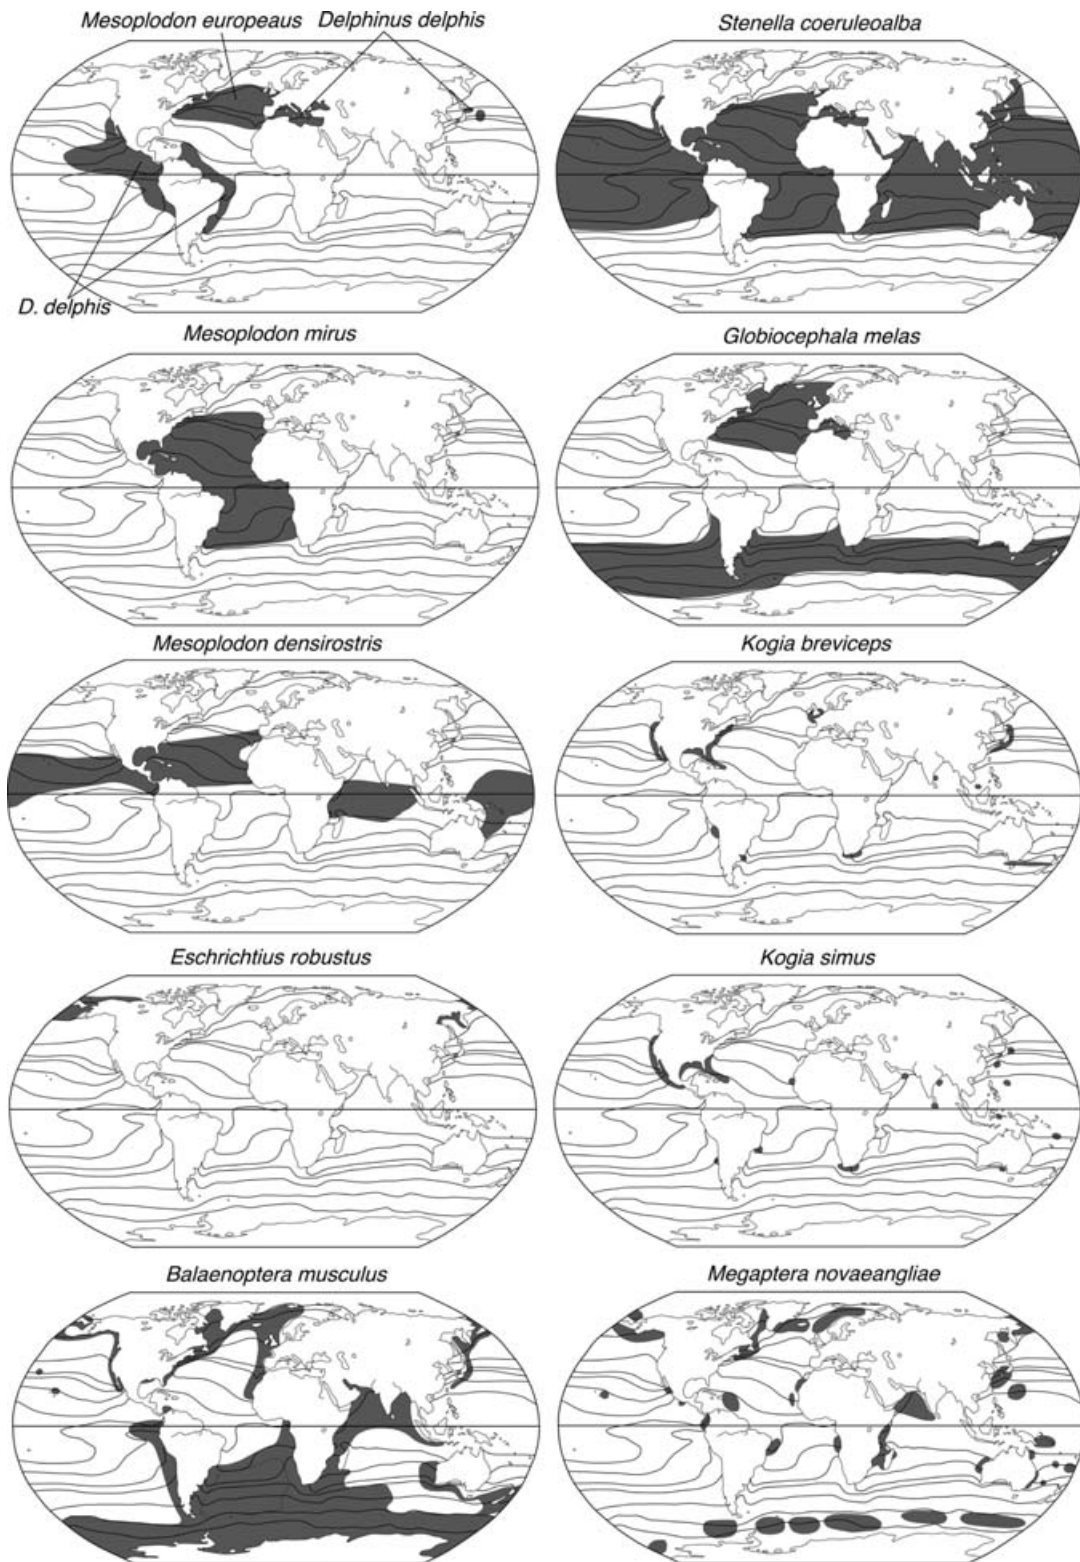 Mesoplodon europeaus
Delphinus delphis
Stenella coeruleoalba
D. delphis
Mesoplodon mirus
Globiocephala melas
Mesoplodon densirostris
Kogia breviceps
Eschrichtius robustus
Kogia simus
Balaenoptera musculus
Megaptera novaeangliae